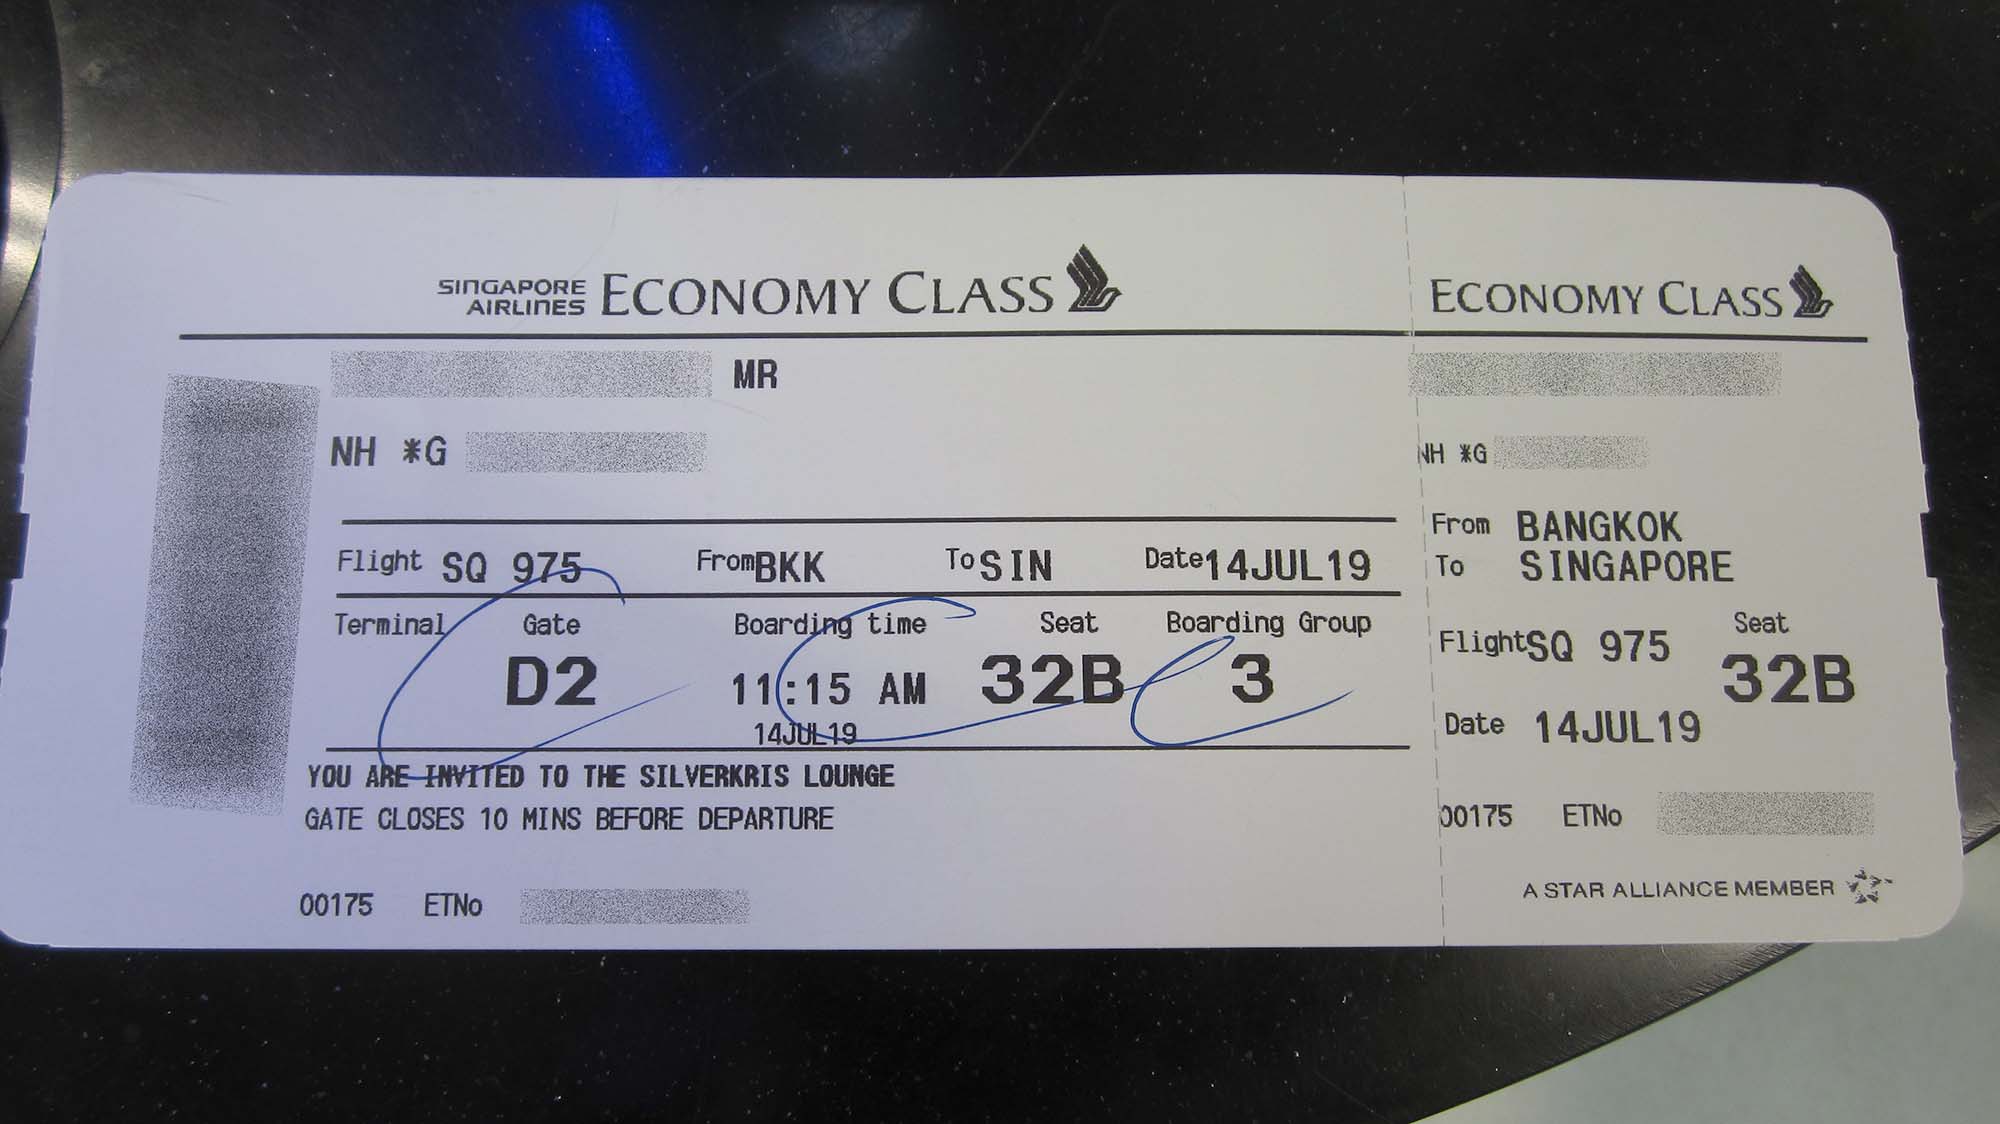 SINGAPORE
AIRLINES ECONOMY CLASS
MR
NH *G
Flight SQ 975 From BKK To SIN Date 14JUL19
Terminal Gate Boarding time Seat Boarding Group
D2 11:15 AM 32B 3
14JUL19
YOU ARE INVITED TO THE SILVERKRIS LOUNGE
GATE CLOSES 10 MINS BEFORE DEPARTURE
00175 ETNo
ECONOMY CLASS
NH *G
From BANGKOK
To SINGAPORE
Flight SQ 975 Seat
32B
Date 14JUL19
00175 ETNo
A STAR ALLIANCE MEMBER